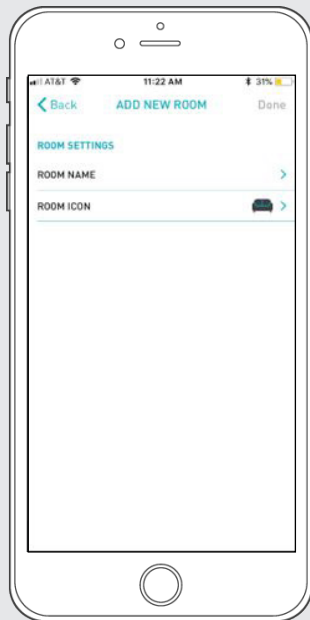 AT&T 11:22 AM 31%
Back ADD NEW ROOM Done
ROOM SETTINGS
ROOM NAME
ROOM ICON